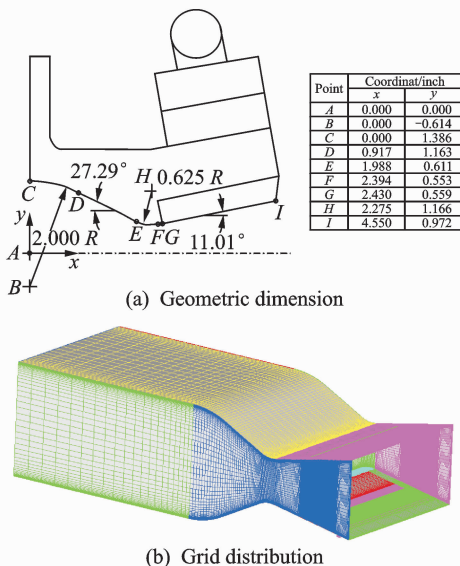 C
27.29°
D
H 0.625 R
y
2.000 R
E
FG
11.01°
I
A
x
B
Point Coordinat/inch
x y
A 0.000 0.000
B 0.000 −0.614
C 0.000 1.386
D 0.917 1.163
E 1.988 0.611
F 2.394 0.553
G 2.430 0.559
H 2.275 1.166
I 4.550 0.972
(a) Geometric dimension
(b) Grid distribution